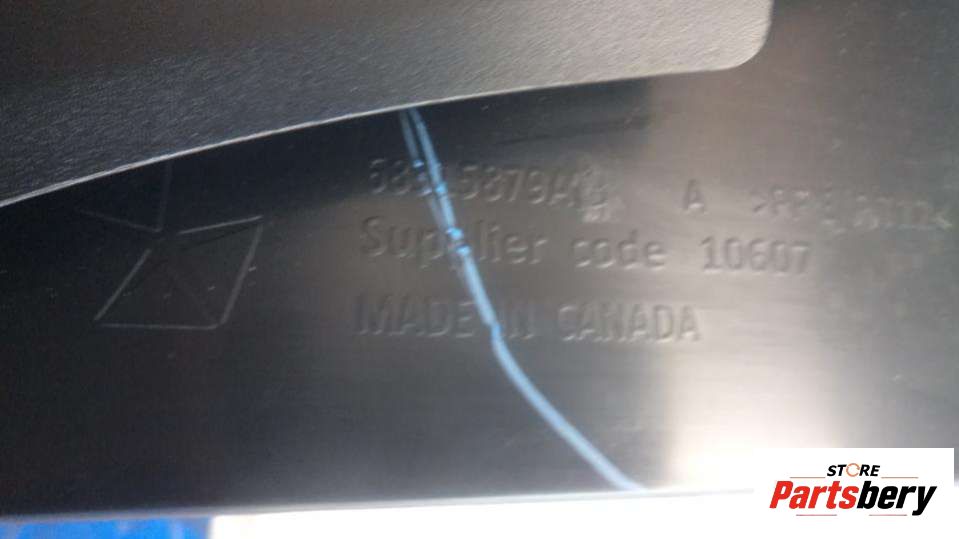 A
Supplier code 10607
MADE IN CANADA
STORE
Partsbery